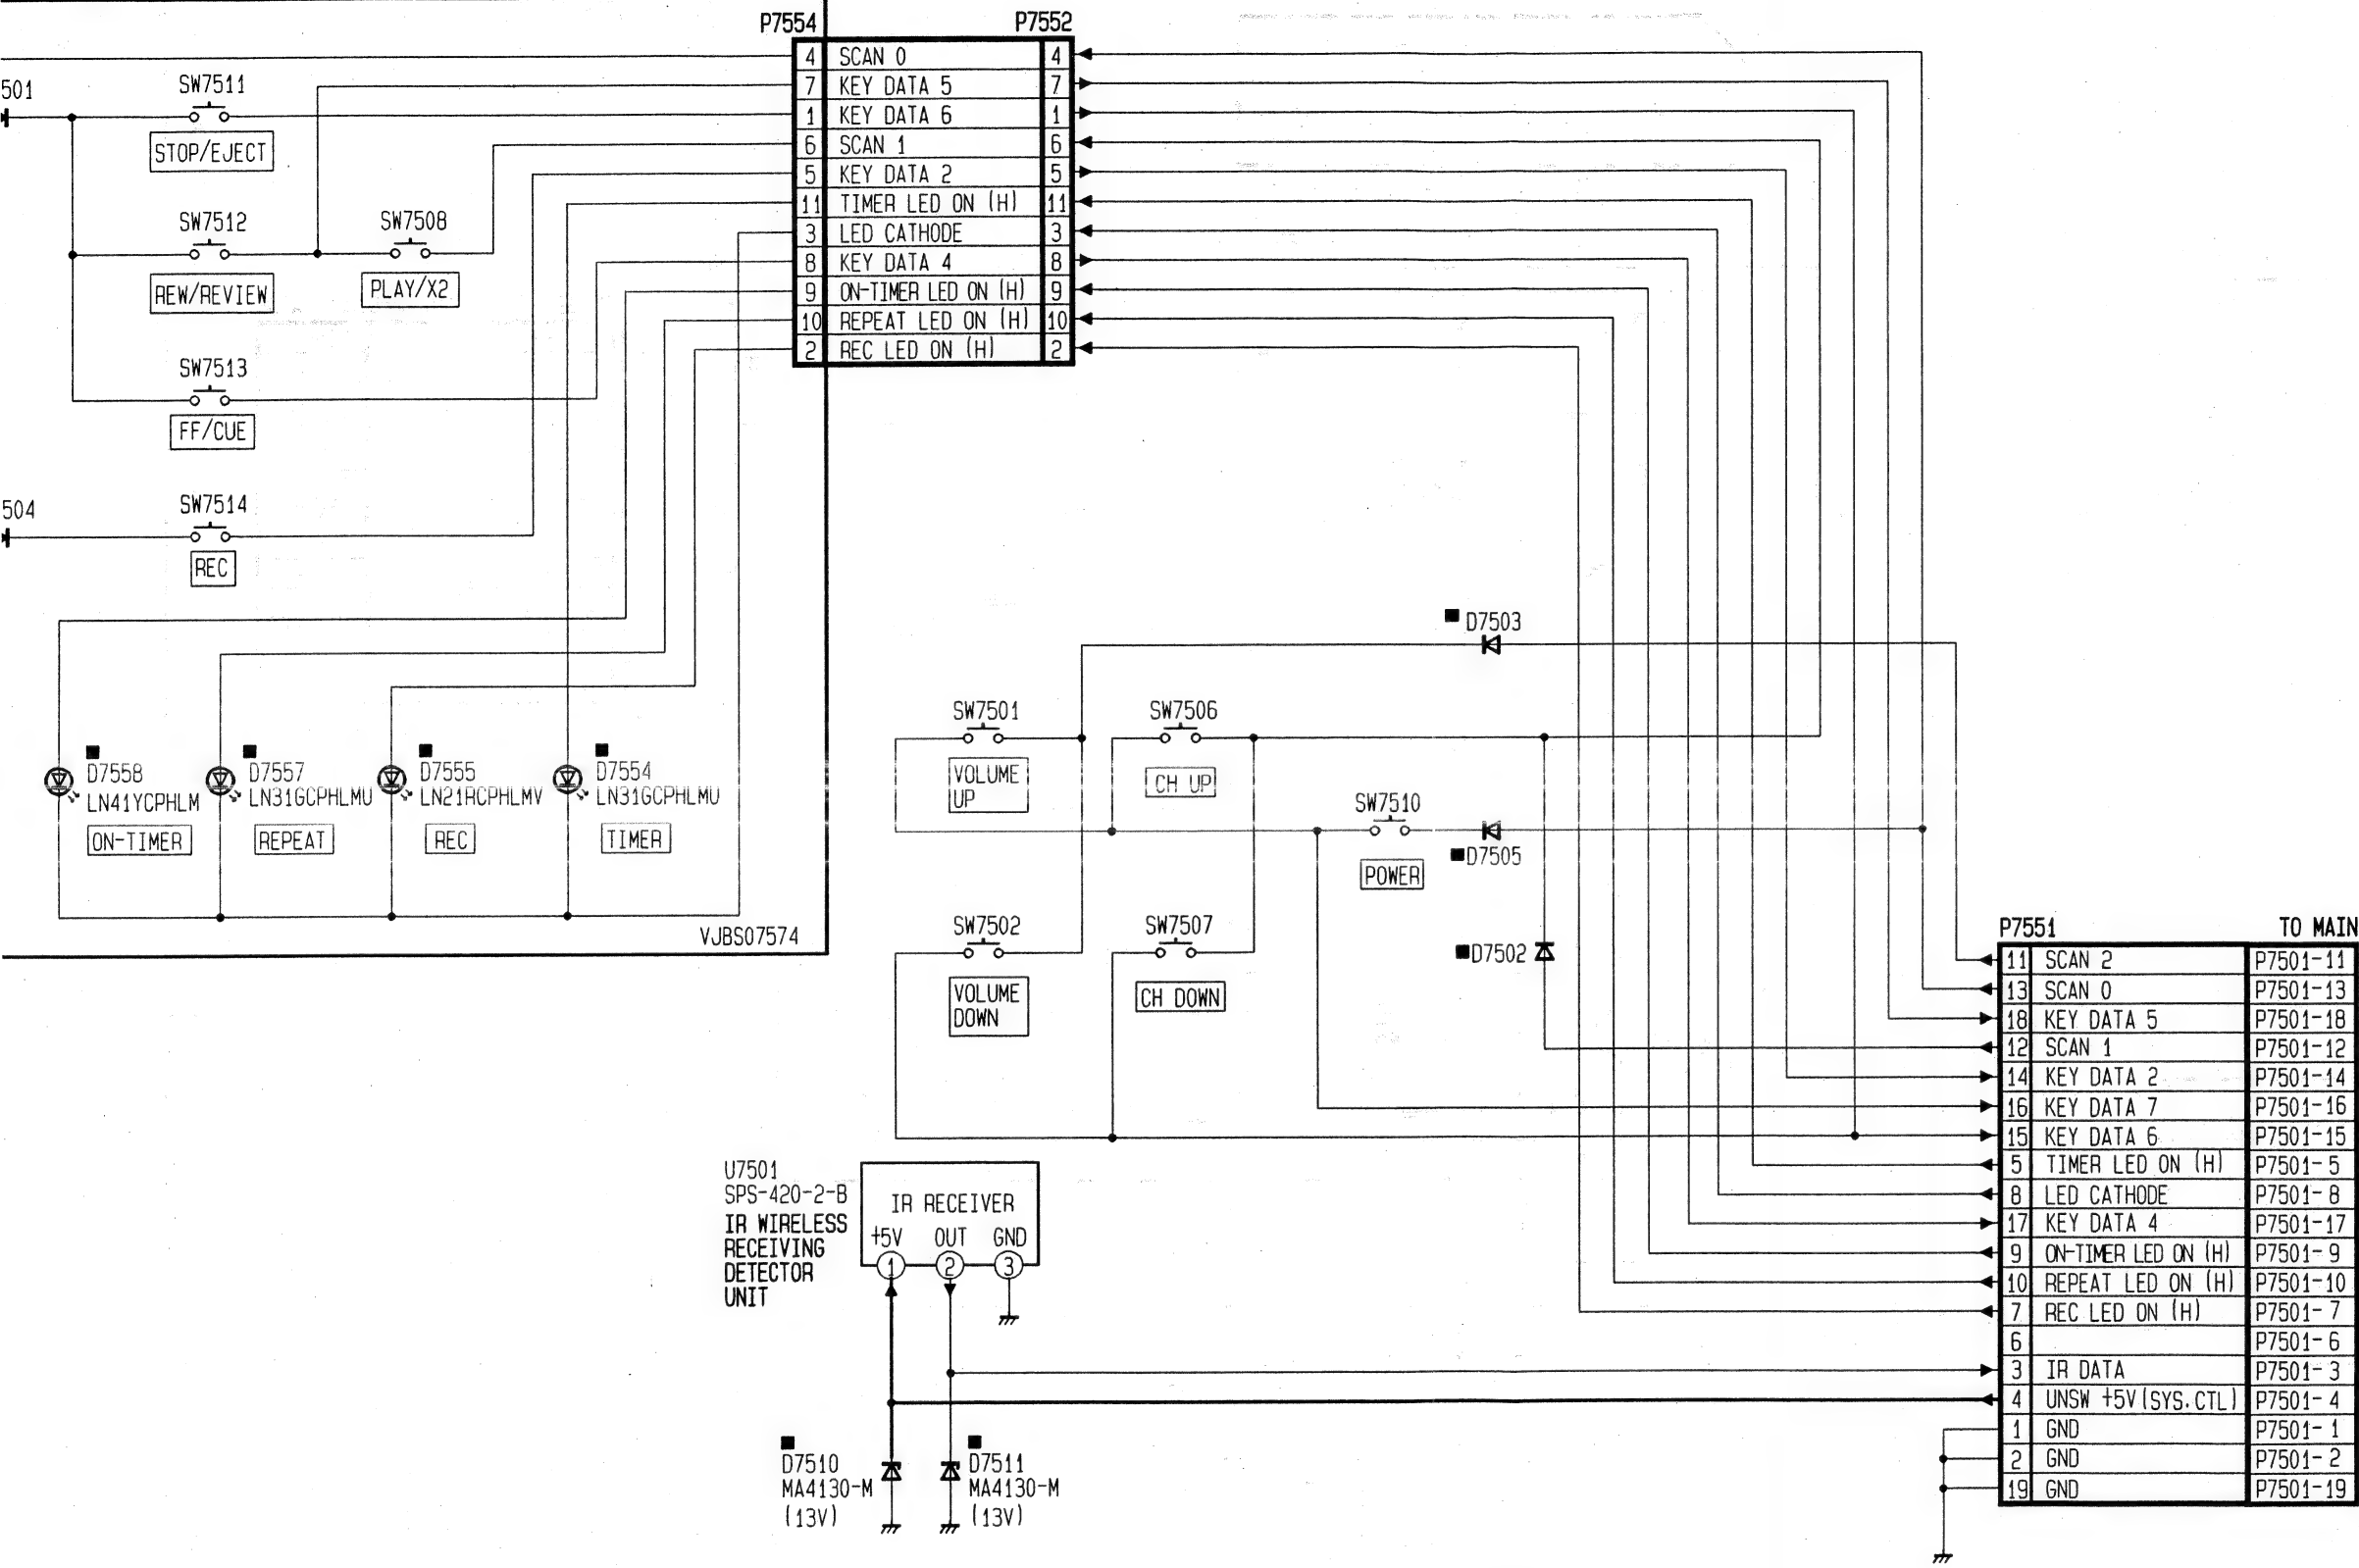 P7554 P7552
4 SCAN 0 4
7 KEY DATA 5 7
1 KEY DATA 6 1
6 SCAN 1 6
5 KEY DATA 2 5
11 TIMER LED ON (H) 11
3 LED CATHODE 3
8 KEY DATA 4 8
9 ON-TIMER LED ON (H) 9
10 REPEAT LED ON (H) 10
2 REC LED ON (H) 2
501
SW7511
STOP/EJECT
SW7512
REW/REVIEW
SW7508
PLAY/X2
SW7513
FF/CUE
504
SW7514
REC
D7558
LN41YCPHLM
ON-TIMER
D7557
LN31GCPHLMU
REPEAT
D7555
LN21RCPHLMV
REC
D7554
LN31GCPHLMU
TIMER
VJBS07574
D7503
SW7501
VOLUME
UP
SW7506
CH UP
SW7510
POWER
D7505
SW7502
VOLUME
DOWN
SW7507
CH DOWN
D7502
P7551 TO MAIN
11 SCAN 2 P7501-11
13 SCAN 0 P7501-13
18 KEY DATA 5 P7501-18
12 SCAN 1 P7501-12
14 KEY DATA 2 P7501-14
16 KEY DATA 7 P7501-16
15 KEY DATA 6 P7501-15
5 TIMER LED ON (H) P7501-5
8 LED CATHODE P7501-8
17 KEY DATA 4 P7501-17
9 ON-TIMER LED ON (H) P7501-9
10 REPEAT LED ON (H) P7501-10
7 REC LED ON (H) P7501-7
6 P7501-6
3 IR DATA P7501-3
4 UNSW +5V(SYS.CTL) P7501-4
1 GND P7501-1
2 GND P7501-2
19 GND P7501-19
U7501
SPS-420-2-B
IR WIRELESS
RECEIVING
DETECTOR
UNIT
IR RECEIVER
+5V OUT GND
1 2 3
D7510
MA4130-M
(13V)
D7511
MA4130-M
(13V)